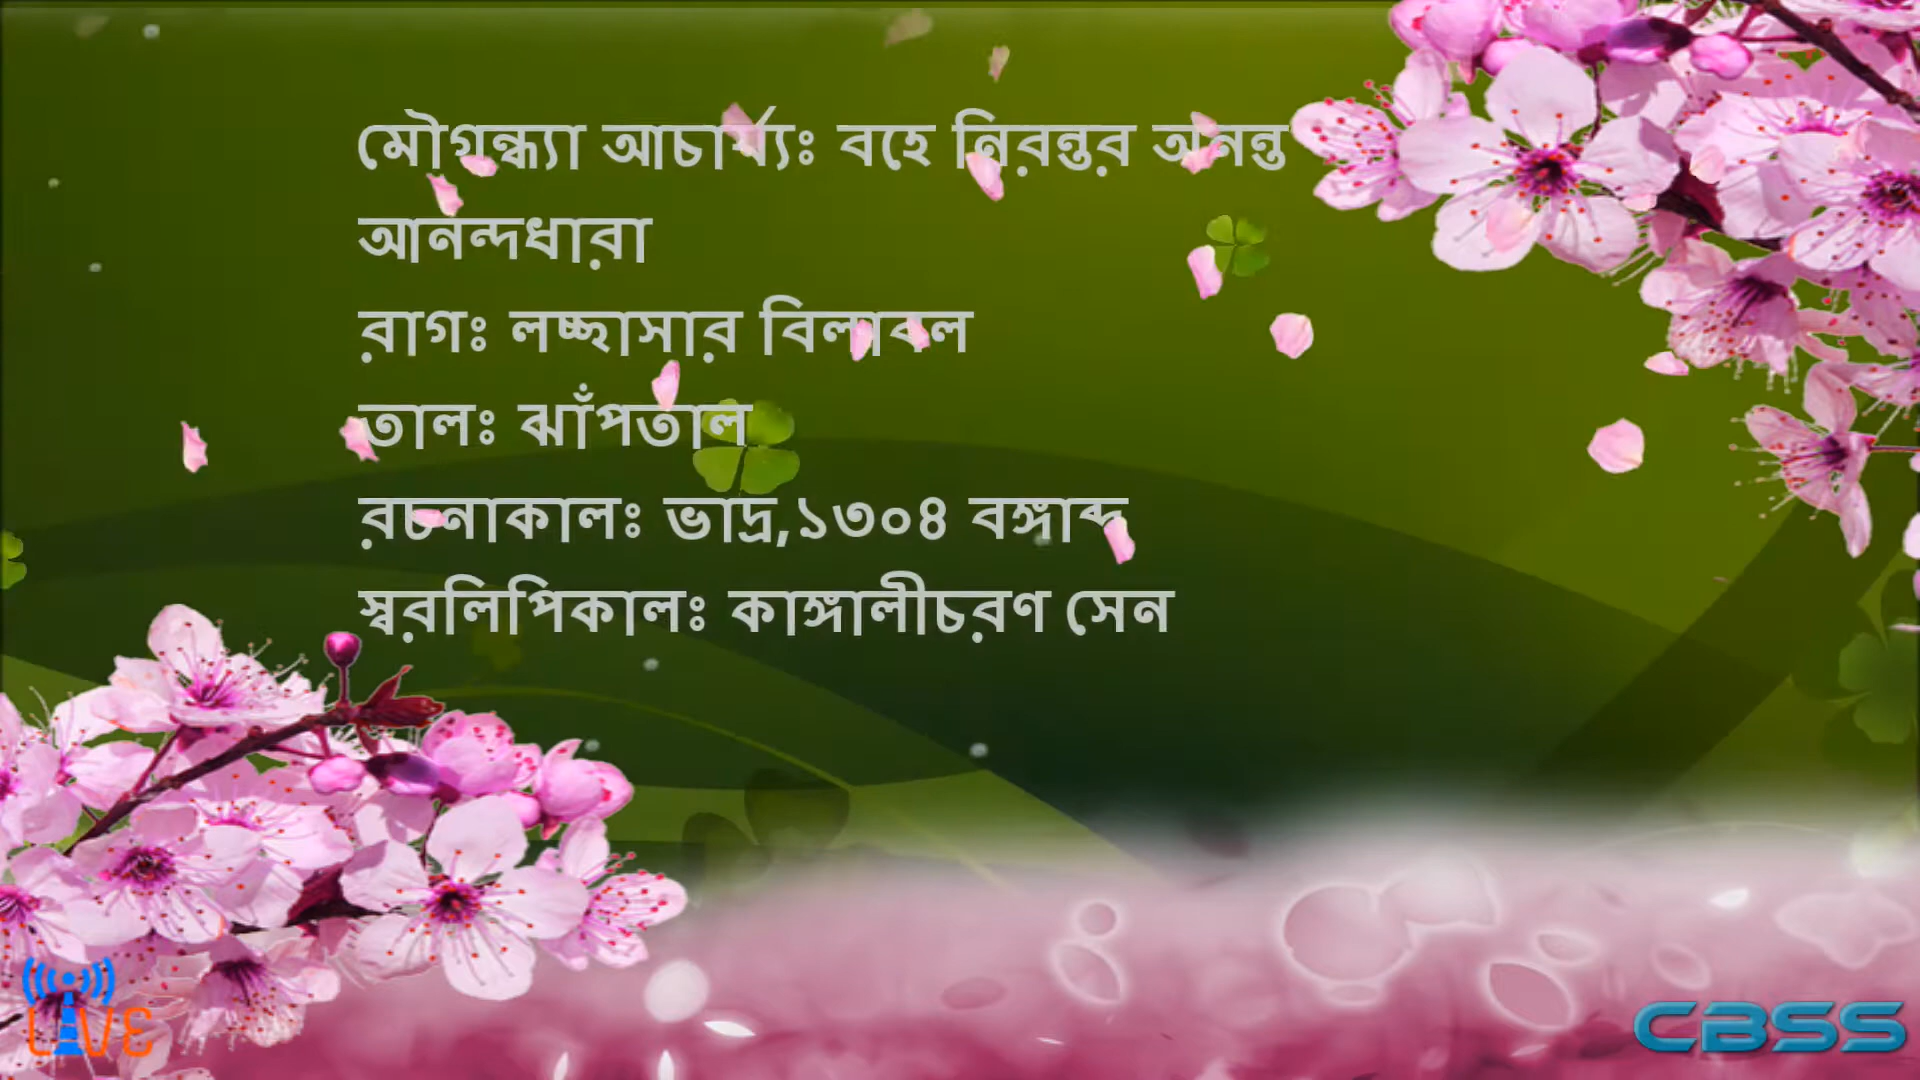 মৌগন্ধ্যা আচার্য্যঃ বহে নিরন্তর অনন্ত
আনন্দধারা
রাগঃ লচ্ছাসার বিলাবল
তালঃ ঝাঁপতাল
রচনাকালঃ ভাদ্র,১৩০৪ বঙ্গাব্দ
স্বরলিপিকালঃ কাঙ্গালীচরণ সেন
LIVE
CBSS